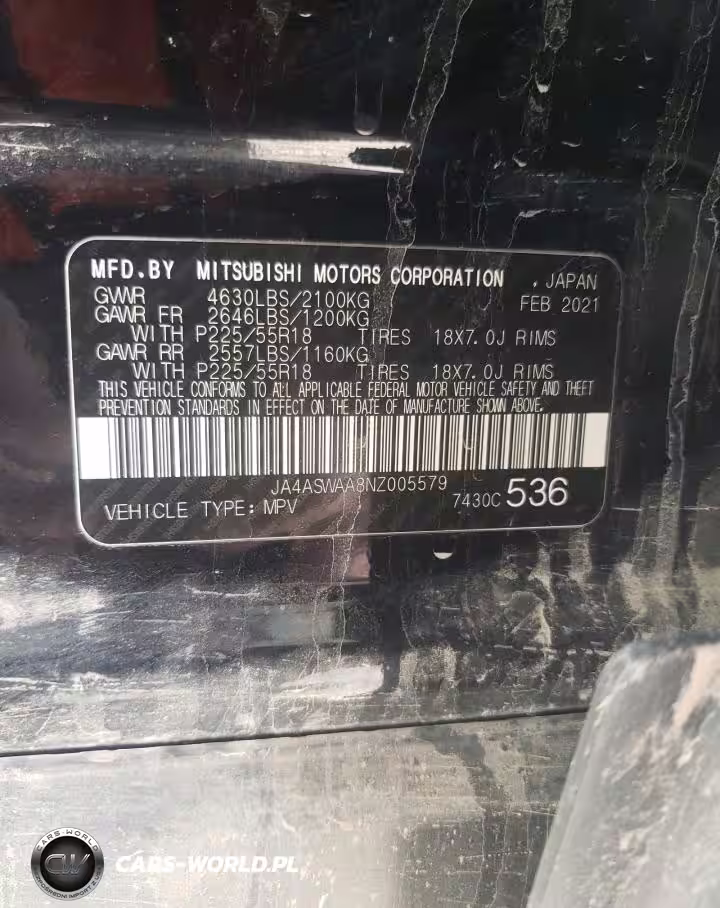 MFD.BY MITSUBISHI MOTORS CORPORATION , JAPAN
GVWR 4630LBS/2100KG FEB 2021
GAWR FR 2646LBS/1200KG
WITH P225/55R18 TIRES 18X7.0J RIMS
GAWR RR 2557LBS/1160KG
WITH P225/55R18 TIRES 18X7.0J RIMS
THIS VEHICLE CONFORMS TO ALL APPLICABLE FEDERAL MOTOR VEHICLE SAFETY AND THEFT
PREVENTION STANDARDS IN EFFECT ON THE DATE OF MANUFACTURE SHOWN ABOVE.
JA4ASWAA8NZ005579
VEHICLE TYPE: MPV 7430C 536
CARS-WORLD
CW
CARS-WORLD.PL